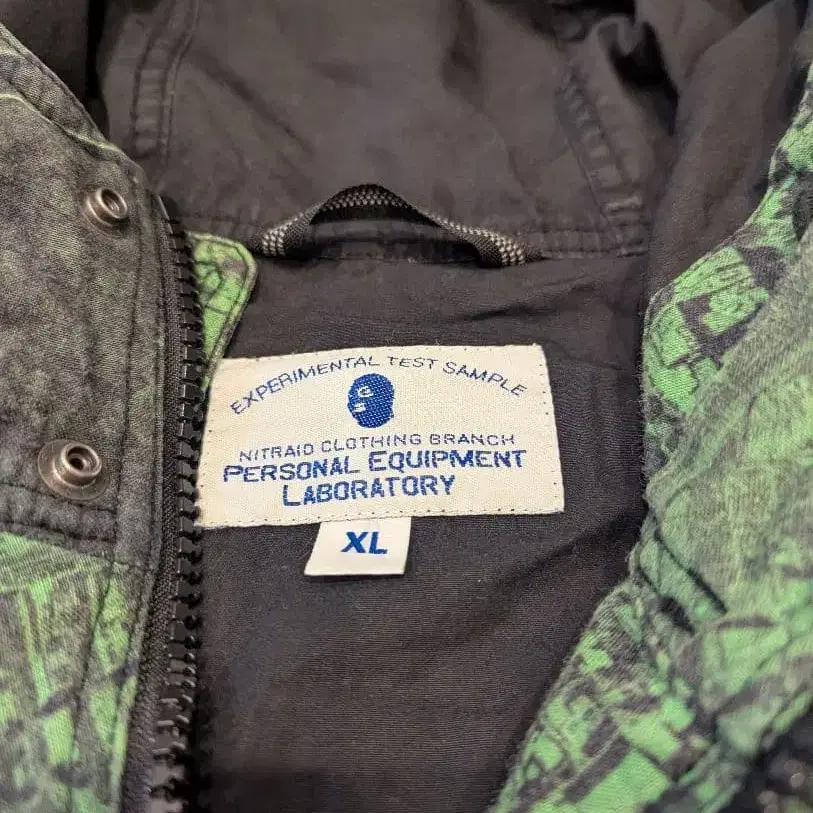 EXPERIMENTAL TEST SAMPLE
G
NITRAID CLOTHING BRANCH
PERSONAL EQUIPMENT
LABORATORY
XL